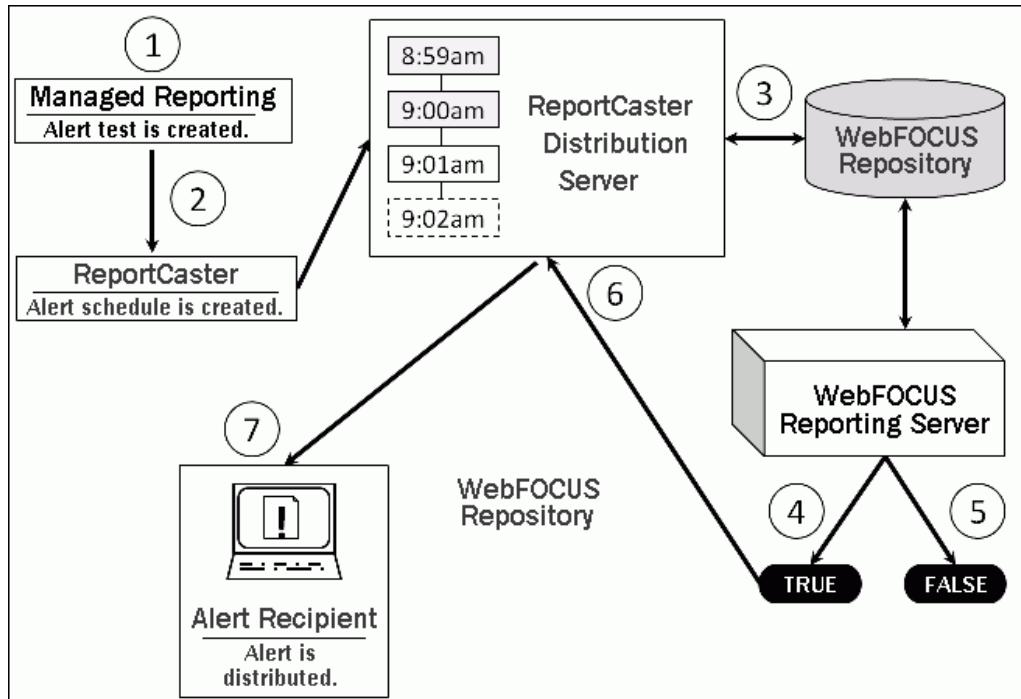 1
Managed Reporting
Alert test is created.
2
ReportCaster
Alert schedule is created.
8:59am
9:00am
9:01am
9:02am
ReportCaster
Distribution
Server
3
WebFOCUS
Repository
WebFOCUS
Reporting Server
4
5
TRUE
FALSE
6
7
WebFOCUS
Repository
!
Alert Recipient
Alert is
distributed.